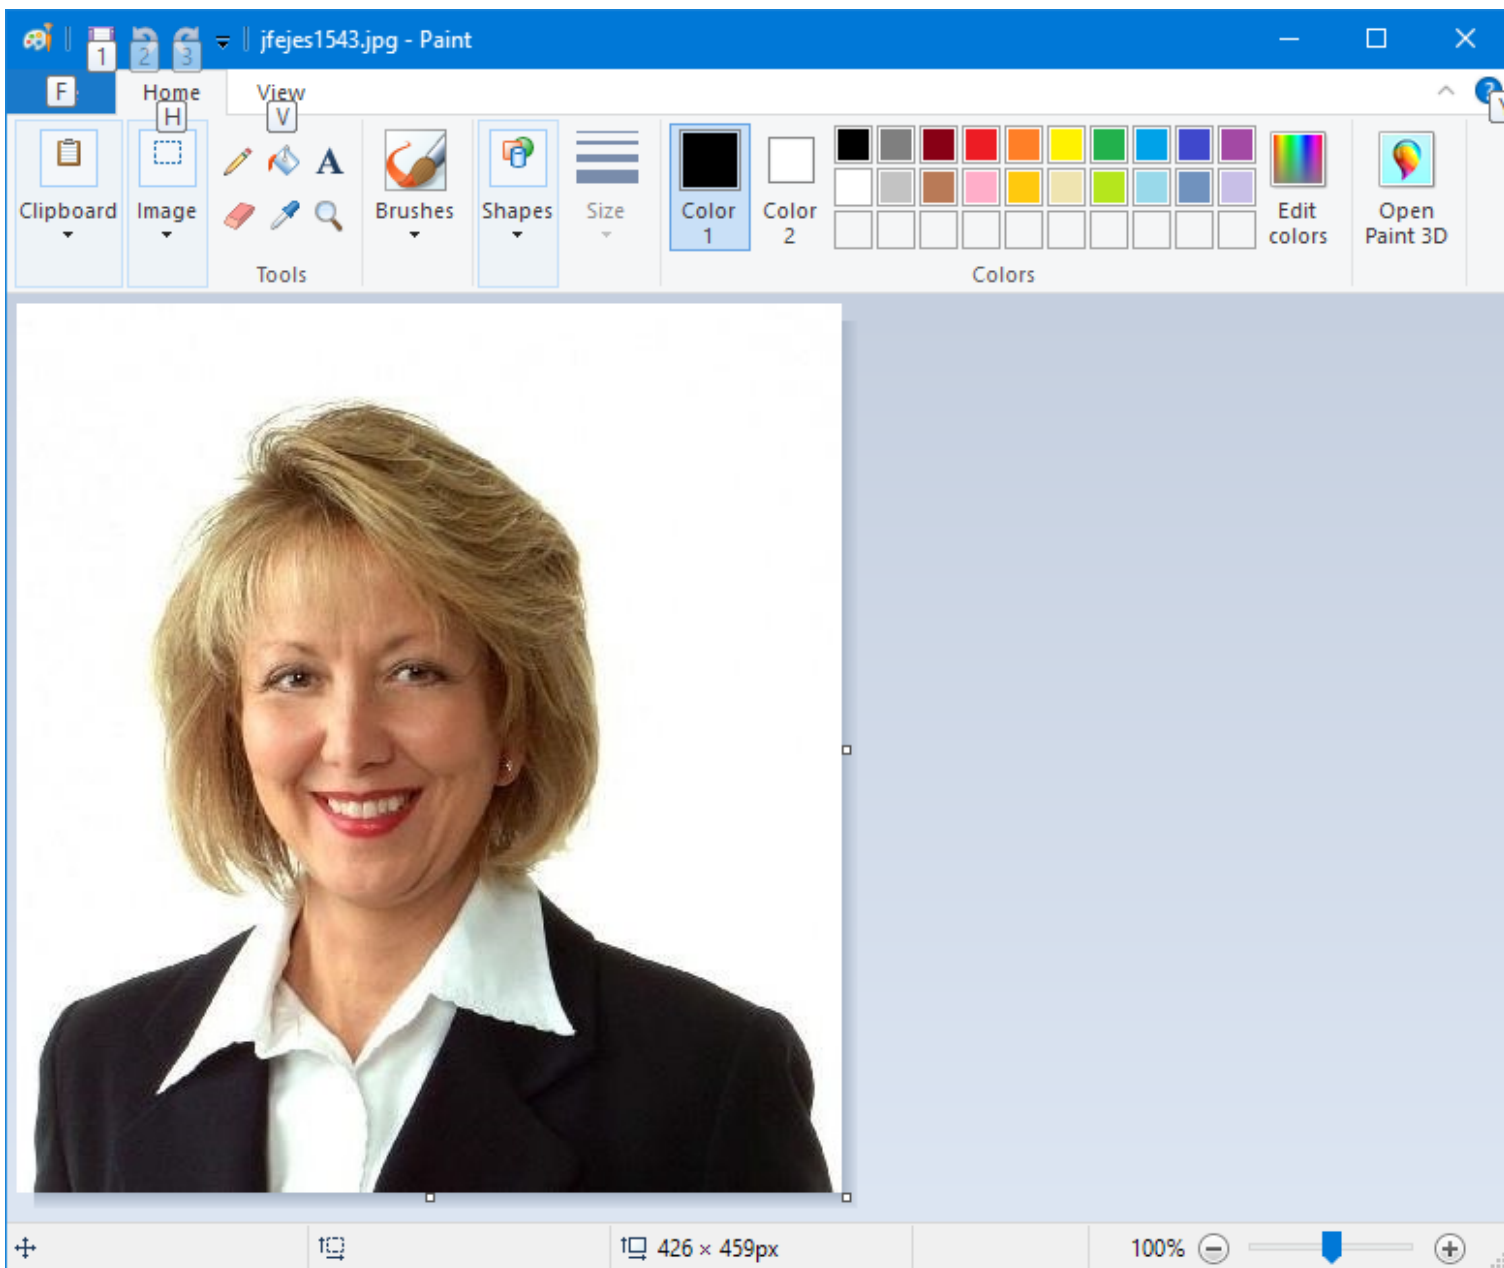 jfejes1543.jpg - Paint
1 2 3
F
Home View
H V
Clipboard Image Brushes Shapes Size Color 1 Color 2 Edit colors Open Paint 3D
Tools Colors
426 × 459px 100%